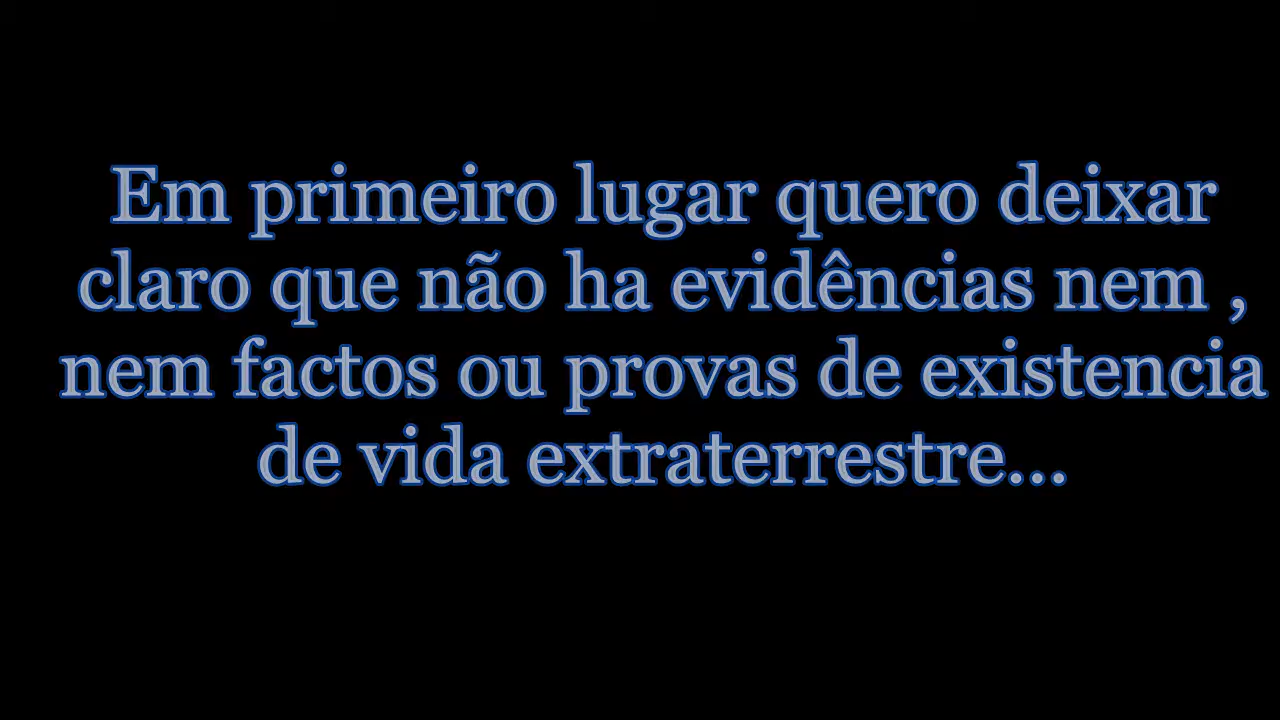 Em primeiro lugar quero deixar
claro que não ha evidências nem ,
nem factos ou provas de existencia
de vida extraterrestre...